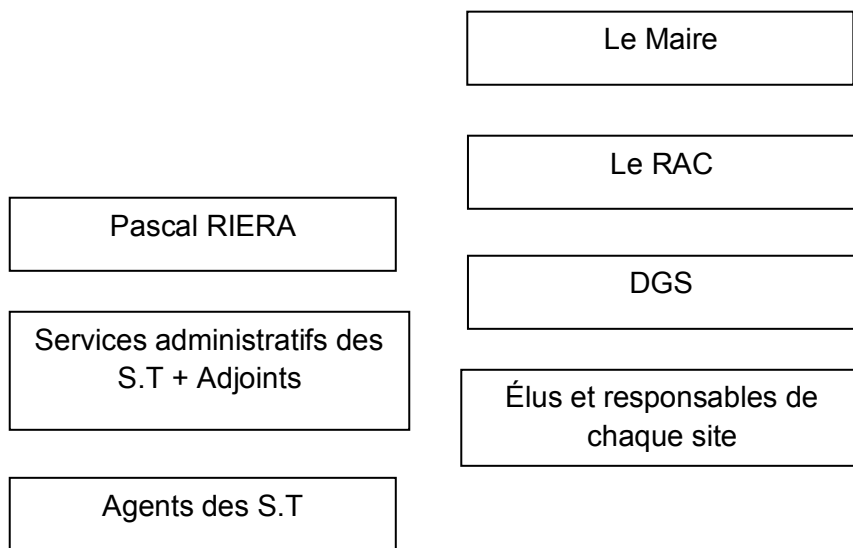 Le Maire
Le RAC
Pascal RIERA
DGS
Services administratifs des
S.T + Adjoints
Élus et responsables de
chaque site
Agents des S.T